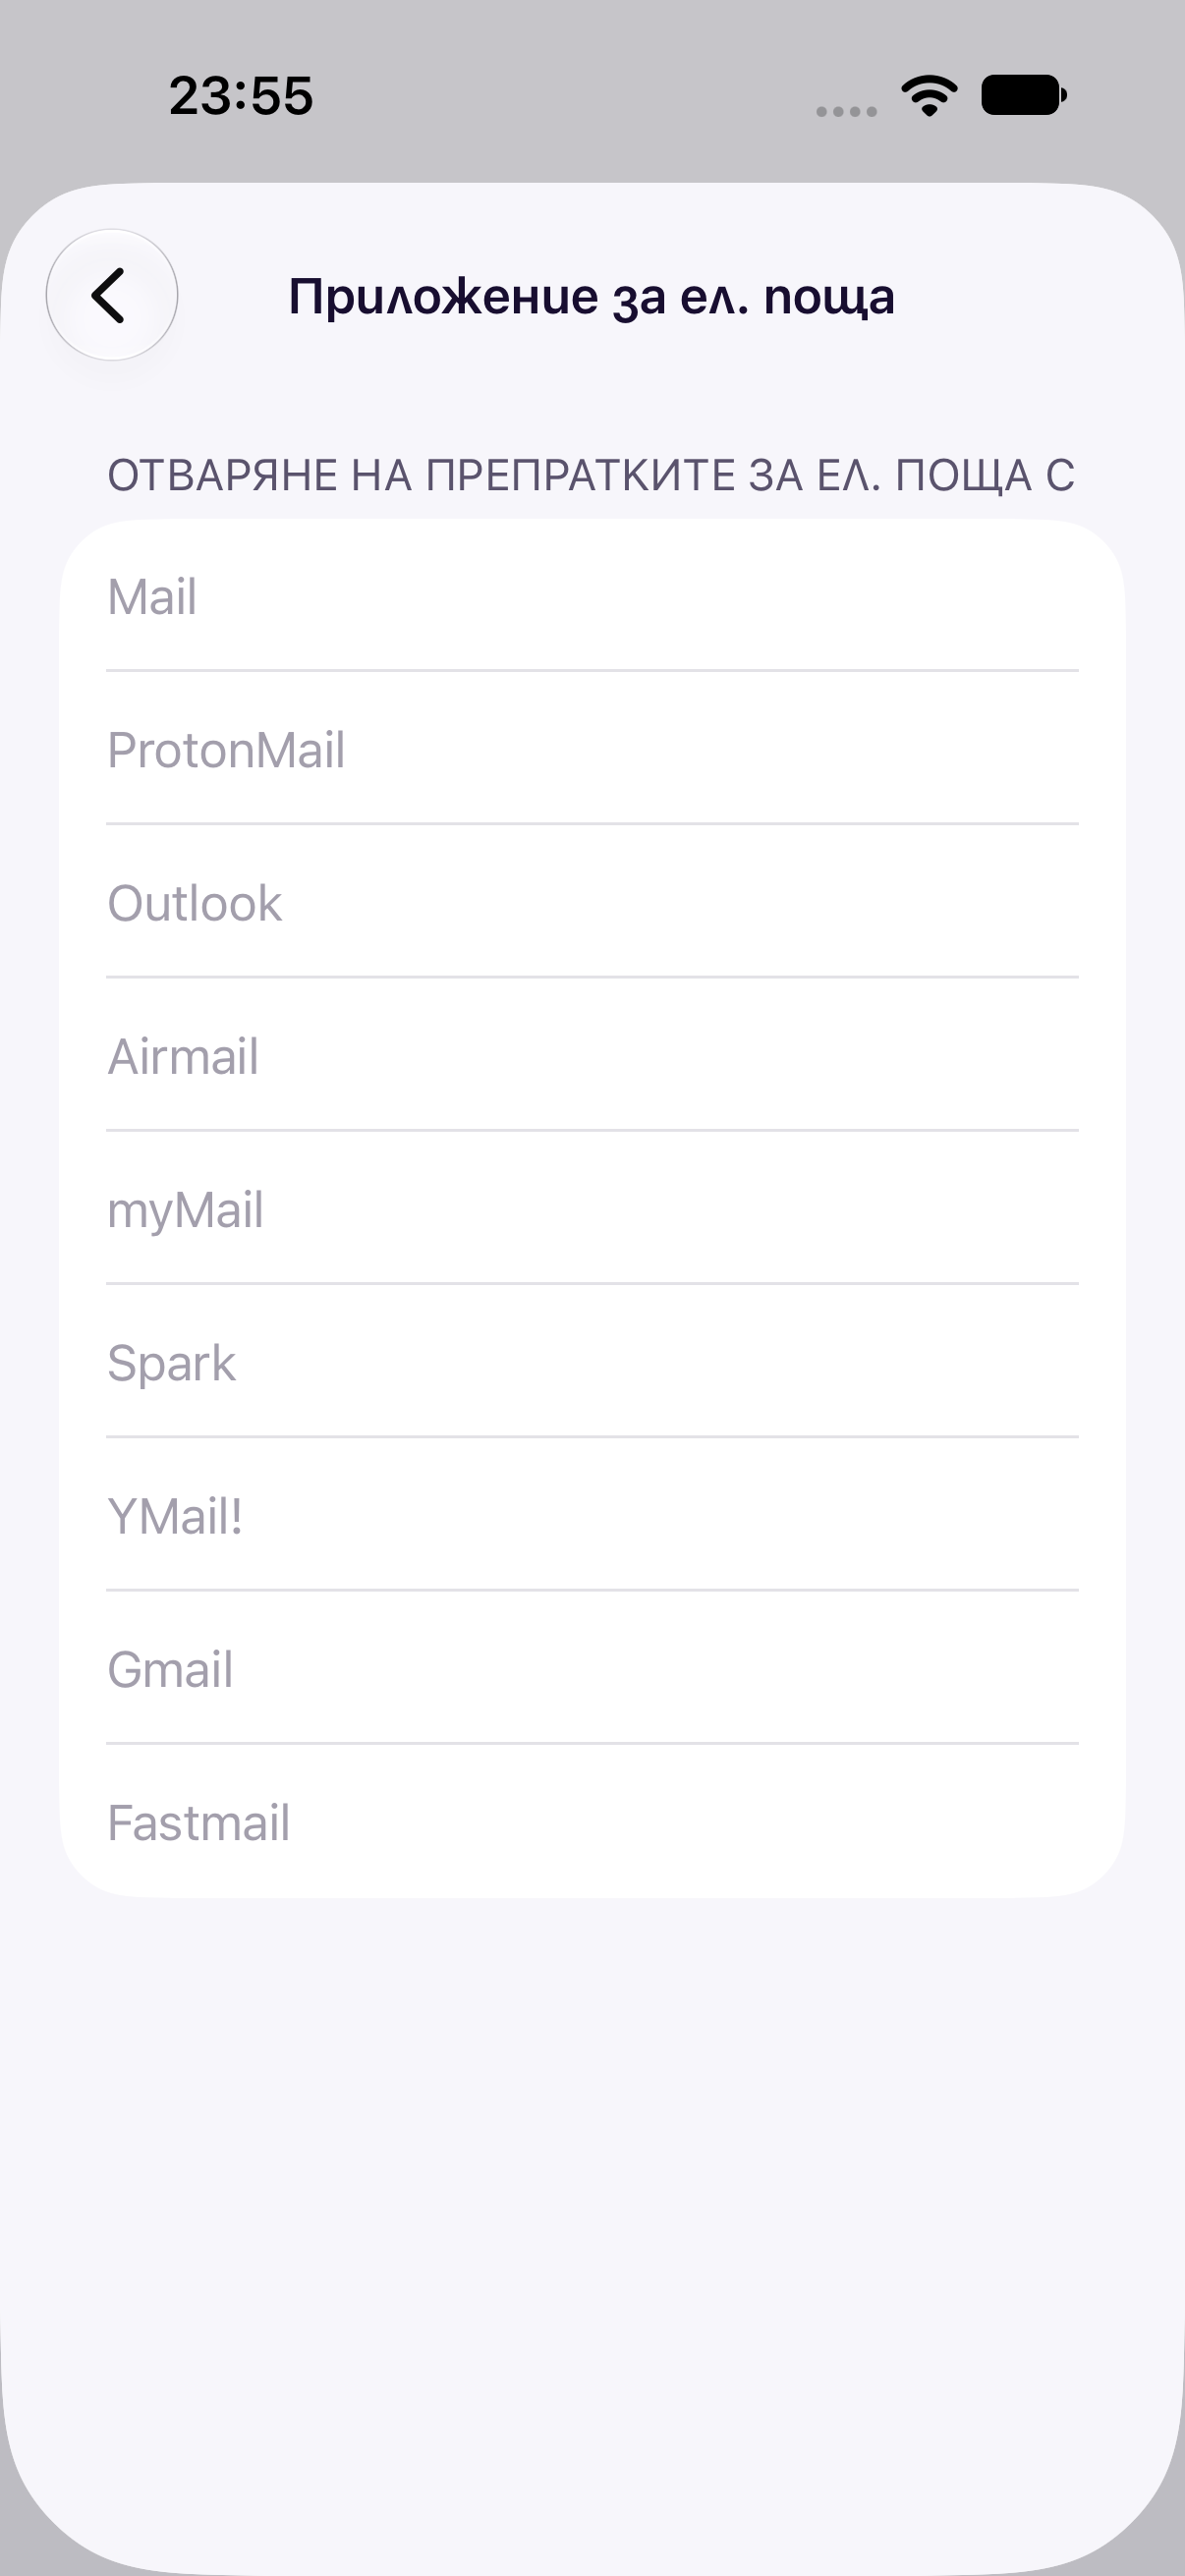 23:55
Приложение за ел. поща
ОТВАРЯНЕ НА ПРЕПРАТКИТЕ ЗА ЕЛ. ПОЩА С
Mail
ProtonMail
Outlook
Airmail
myMail
Spark
YMail!
Gmail
Fastmail